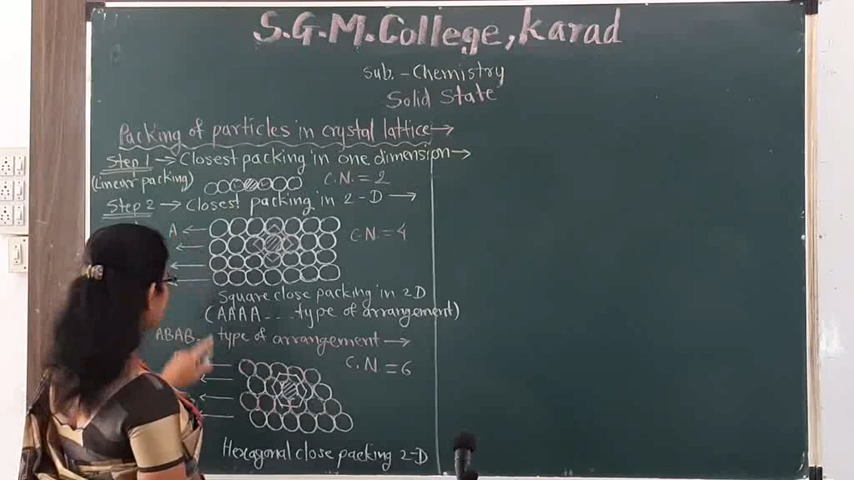 S.G.M. College, Karad
Sub. - Chemistry
Solid State
Packing of particles in crystal lattice →
Step 1 → Closest packing in one dimension →
(Linear packing) C.N. = 2
Step 2 → Closest packing in 2-D →
A ← C.N. = 4
Square close packing in 2D
(AAAA... type of arrangement)
ABAB... type of arrangement →
C.N = 6
Hexagonal close packing 2-D